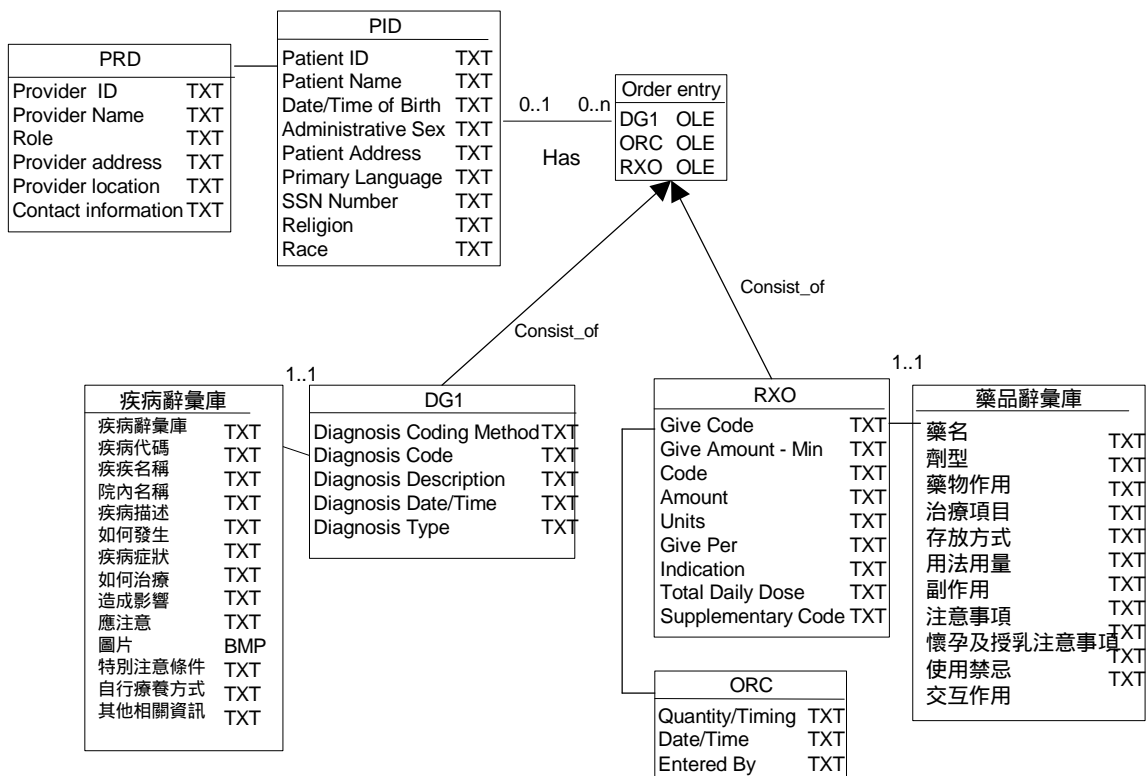 PRD
Provider ID TXT
Provider Name TXT
Role TXT
Provider address TXT
Provider location TXT
Contact information TXT
PID
Patient ID TXT
Patient Name TXT
Date/Time of Birth TXT
Administrative Sex TXT
Patient Address TXT
Primary Language TXT
SSN Number TXT
Religion TXT
Race TXT
0..1 0..n
Has
Order entry
DG1 OLE
ORC OLE
RXO OLE
Consist_of
Consist_of
疾病辭彙庫
疾病辭彙庫 TXT
疾病代碼 TXT
疾疾名稱 TXT
院內名稱 TXT
疾病描述 TXT
如何發生 TXT
疾病症狀 TXT
如何治療 TXT
造成影響 TXT
應注意 TXT
圖片 BMP
特別注意條件 TXT
自行療養方式 TXT
其他相關資訊 TXT
1..1
DG1
Diagnosis Coding Method TXT
Diagnosis Code TXT
Diagnosis Description TXT
Diagnosis Date/Time TXT
Diagnosis Type TXT
RXO
Give Code TXT
Give Amount - Min TXT
Code TXT
Amount TXT
Units TXT
Give Per TXT
Indication TXT
Total Daily Dose TXT
Supplementary Code TXT
1..1
藥品辭彙庫
藥名 TXT
劑型 TXT
藥物作用 TXT
治療項目 TXT
存放方式 TXT
用法用量 TXT
副作用 TXT
注意事項 TXT
懷孕及授乳注意事項 TXT
使用禁忌 TXT
交互作用 TXT
ORC
Quantity/Timing TXT
Date/Time TXT
Entered By TXT